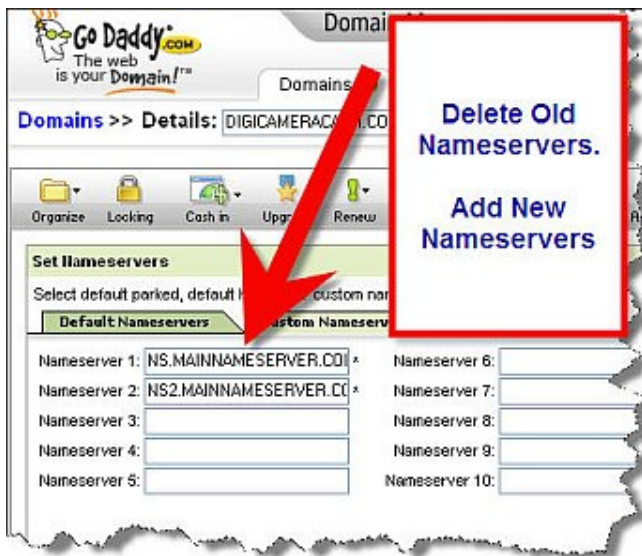 Go Daddy.COM
The web
is your Domain!™
Domai
Domains
Domains >> Details: DIGICAMERACA
Delete Old
Nameservers.
Add New
Nameservers
Organize Locking Cash in Upg Renew
Set Nameservers
Select default parked, default custom nar
Default Nameservers stom Nameserv
Nameserver 1: NS.MAINNAMESERVER.CO * Nameserver 6:
Nameserver 2: NS2.MAINNAMESERVER.C * Nameserver 7:
Nameserver 3: Nameserver 8:
Nameserver 4: Nameserver 9:
Nameserver 5: Nameserver 10: